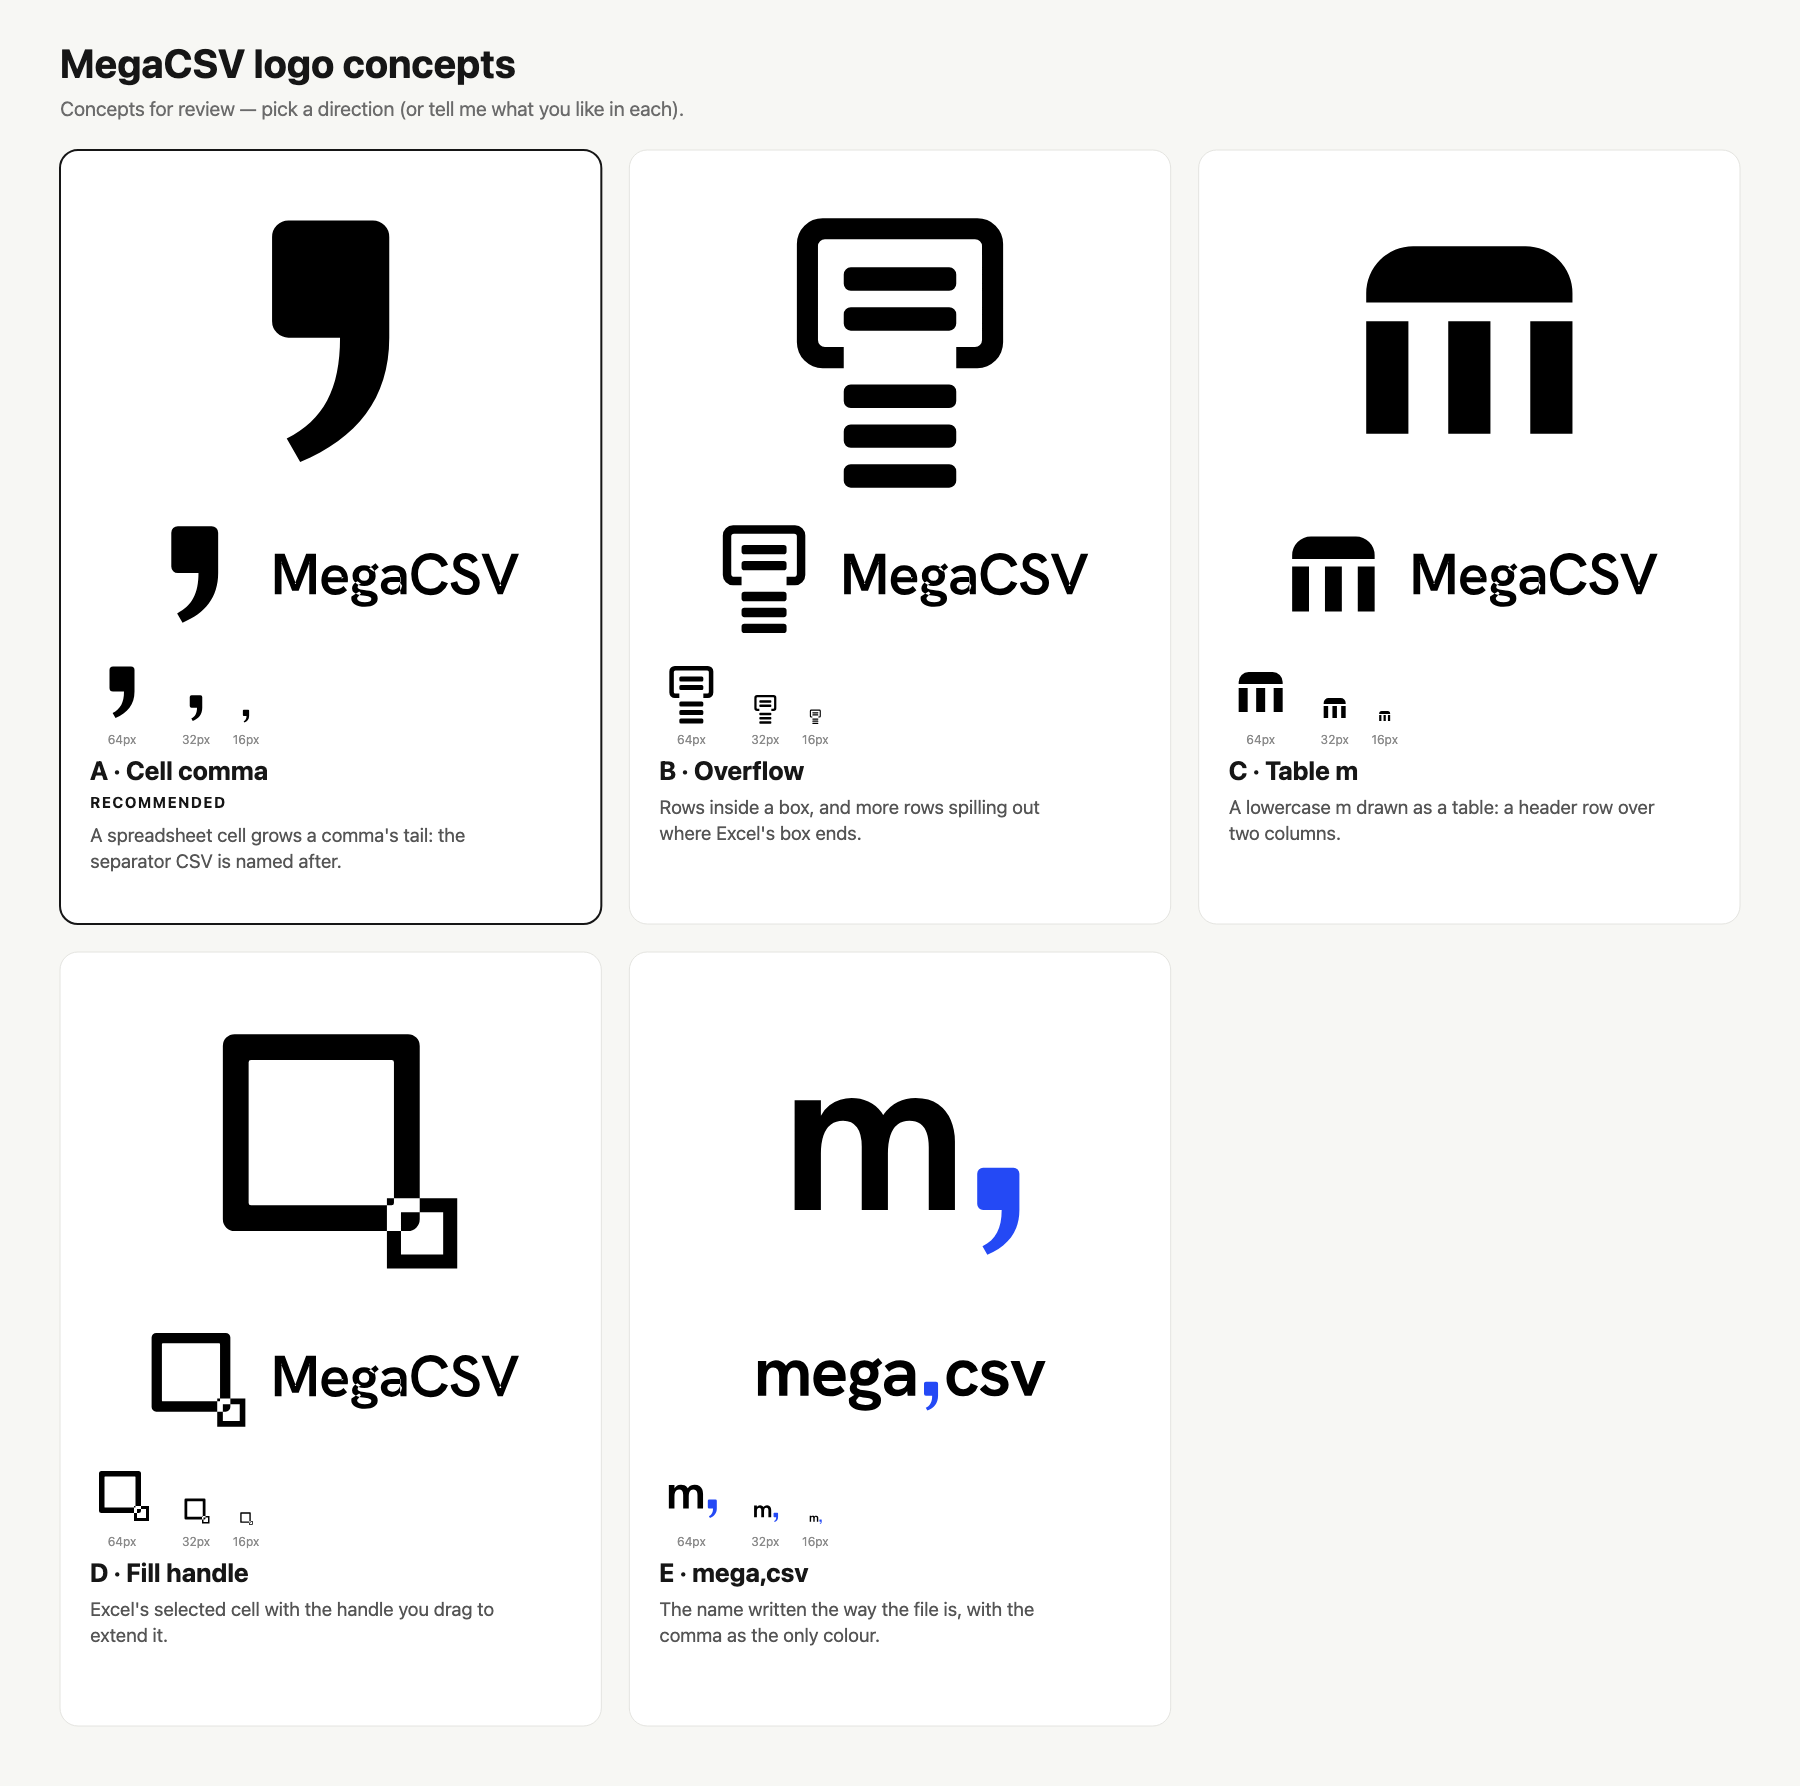 MegaCSV logo concepts
Concepts for review — pick a direction (or tell me what you like in each).
MegaCSV
64px 32px 16px
A · Cell comma
RECOMMENDED
A spreadsheet cell grows a comma's tail: the
separator CSV is named after.
MegaCSV
64px 32px 16px
B · Overflow
Rows inside a box, and more rows spilling out
where Excel's box ends.
MegaCSV
64px 32px 16px
C · Table m
A lowercase m drawn as a table: a header row over
two columns.
MegaCSV
64px 32px 16px
D · Fill handle
Excel's selected cell with the handle you drag to
extend it.
m,
mega,csv
m, m, m,
64px 32px 16px
E · mega,csv
The name written the way the file is, with the
comma as the only colour.